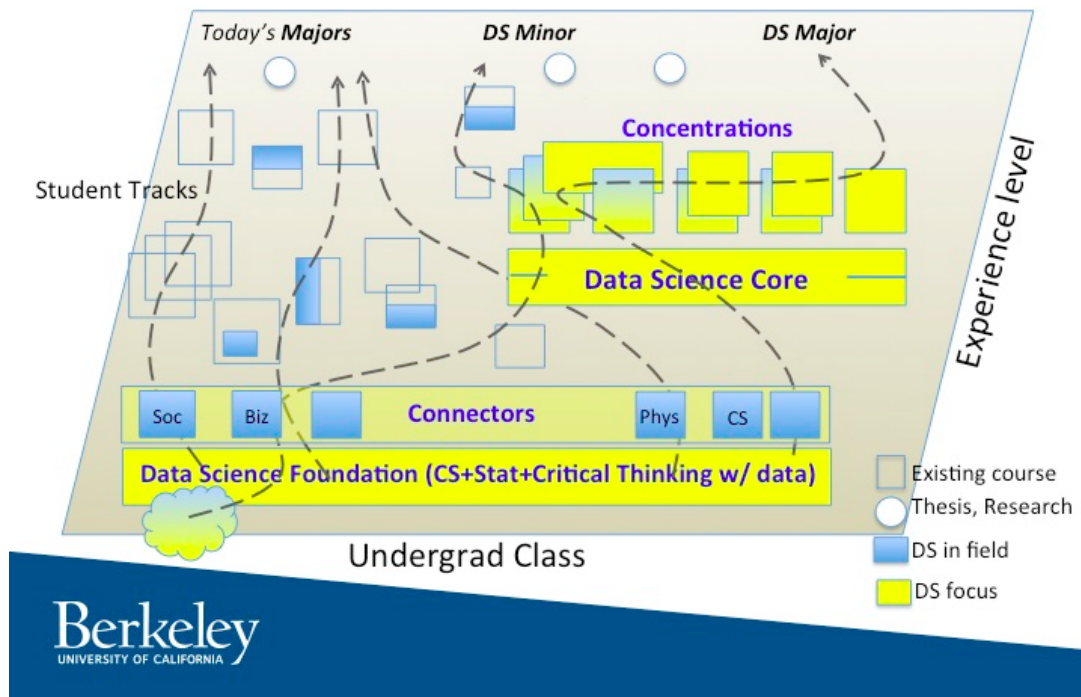 Today's Majors
DS Minor
DS Major
Concentrations
Student Tracks
Experience level
Data Science Core
Soc
Biz
Connectors
Phys
CS
Data Science Foundation (CS+Stat+Critical Thinking w/ data)
Existing course
Thesis, Research
Undergrad Class
DS in field
DS focus
Berkeley
UNIVERSITY OF CALIFORNIA